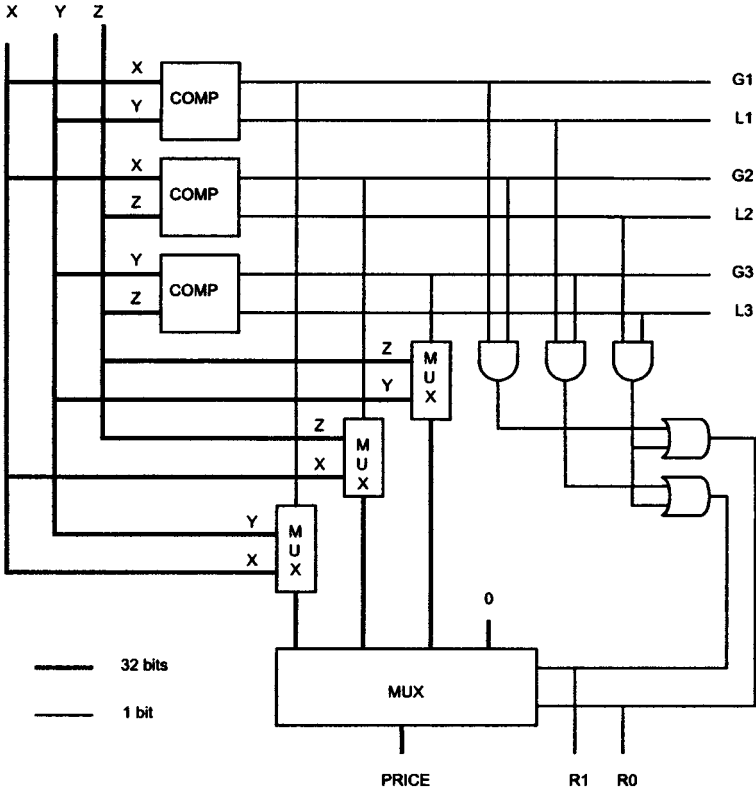 X Y Z
X
COMP
G1
Y
L1
X
COMP
G2
Z
L2
Y
COMP
G3
Z
L3
Z
MUX
Y
Z
MUX
X
Y
MUX
X
0
32 bits
MUX
1 bit
PRICE R1 R0